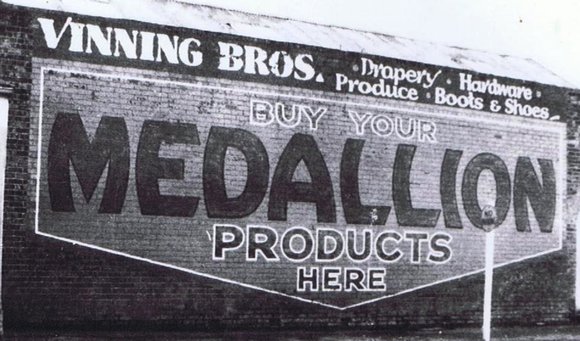 VINNING BROS. • Drapery • Hardware •
Produce • Boots & Shoes
BUY YOUR
MEDALLION
PRODUCTS
HERE